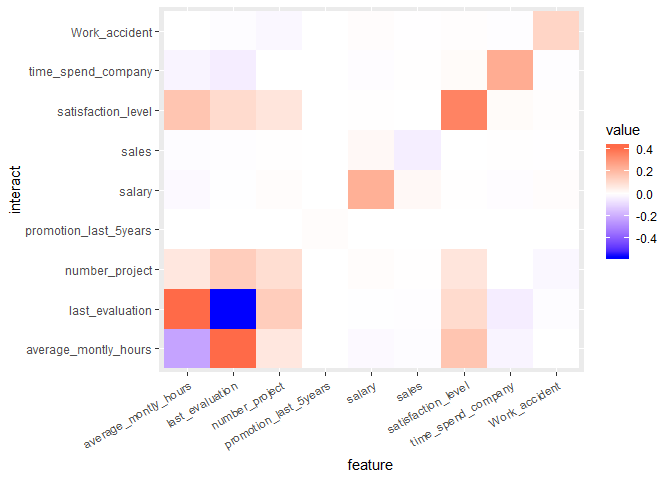 Work_accident
time_spend_company
satisfaction_level
sales
salary
promotion_last_5years
number_project
last_evaluation
average_montly_hours
interact
average_montly_hours
last_evaluation
number_project
promotion_last_5years
salary
sales
satisfaction_level
time_spend_company
Work_accident
feature
value
0.4
0.2
0.0
-0.2
-0.4